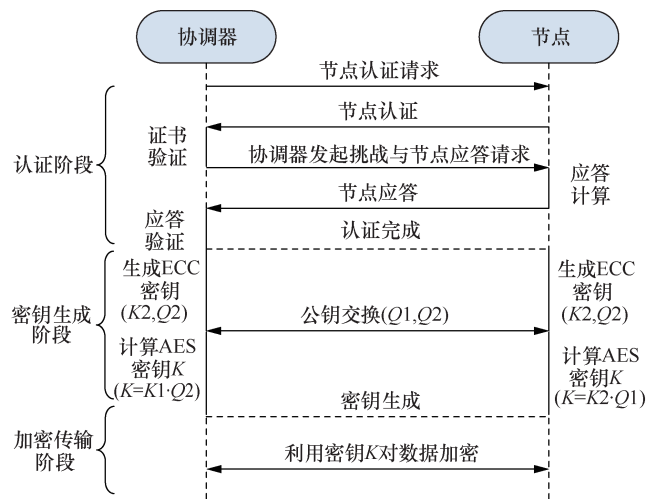 协调器
节点
节点认证请求
认证阶段
节点认证
证书
验证
协调器发起挑战与节点应答请求
应答
计算
节点应答
应答
验证
认证完成
密钥生成
阶段
生成ECC
密钥
(K2,Q2)
公钥交换(Q1,Q2)
生成ECC
密钥
(K2,Q2)
计算AES
密钥K
(K=K1·Q2)
计算AES
密钥K
(K=K2·Q1)
密钥生成
加密传输
阶段
利用密钥K对数据加密